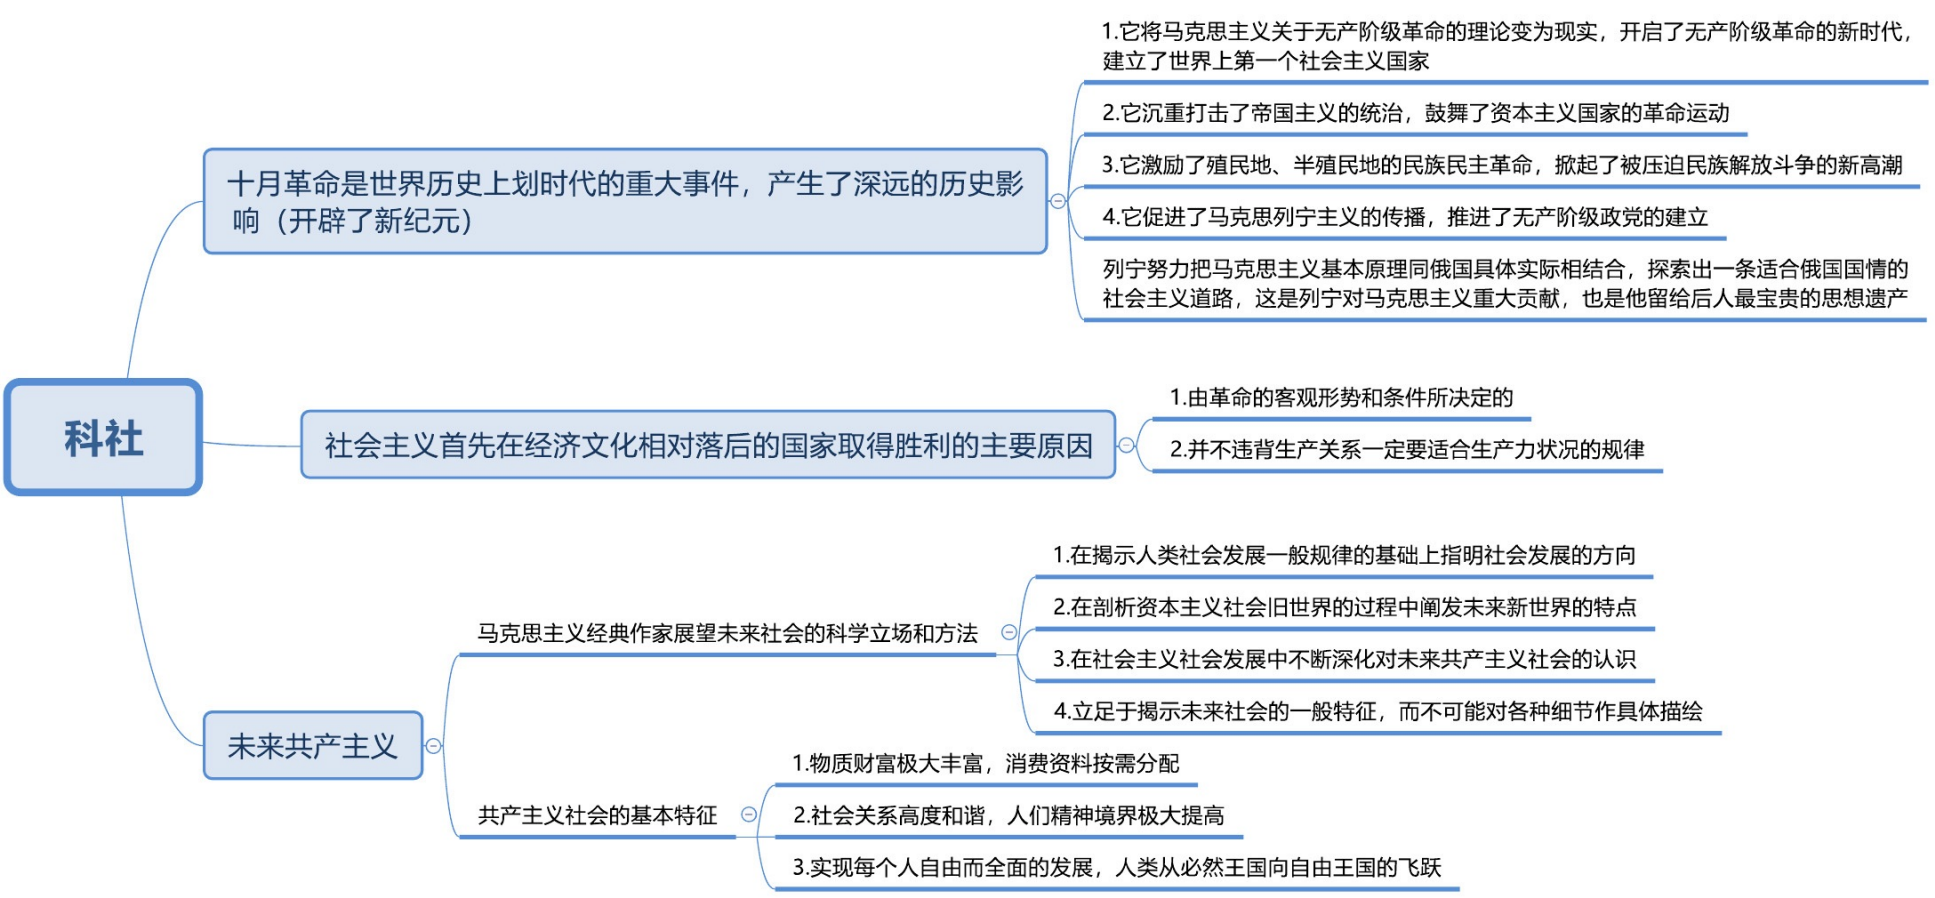 科社
十月革命是世界历史上划时代的重大事件，产生了深远的历史影
响（开辟了新纪元）
1.它将马克思主义关于无产阶级革命的理论变为现实，开启了无产阶级革命的新时代，
建立了世界上第一个社会主义国家
2.它沉重打击了帝国主义的统治，鼓舞了资本主义国家的革命运动
3.它激励了殖民地、半殖民地的民族民主革命，掀起了被压迫民族解放斗争的新高潮
4.它促进了马克思列宁主义的传播，推进了无产阶级政党的建立
列宁努力把马克思主义基本原理同俄国具体实际相结合，探索出一条适合俄国国情的
社会主义道路，这是列宁对马克思主义重大贡献，也是他留给后人最宝贵的思想遗产
社会主义首先在经济文化相对落后的国家取得胜利的主要原因
1.由革命的客观形势和条件所决定的
2.并不违背生产关系一定要适合生产力状况的规律
未来共产主义
马克思主义经典作家展望未来社会的科学立场和方法
1.在揭示人类社会发展一般规律的基础上指明社会发展的方向
2.在剖析资本主义社会旧世界的过程中阐发未来新世界的特点
3.在社会主义社会发展中不断深化对未来共产主义社会的认识
4.立足于揭示未来社会的一般特征，而不可能对各种细节作具体描绘
共产主义社会的基本特征
1.物质财富极大丰富，消费资料按需分配
2.社会关系高度和谐，人们精神境界极大提高
3.实现每个人自由而全面的发展，人类从必然王国向自由王国的飞跃